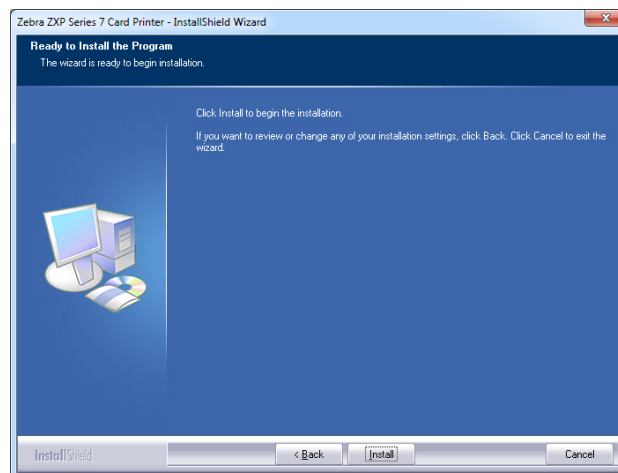 Zebra ZXP Series 7 Card Printer - InstallShield Wizard
Ready to Install the Program
The wizard is ready to begin installation.
Click Install to begin the installation.
If you want to review or change any of your installation settings, click Back. Click Cancel to exit the
wizard.
InstallShield
< Back
Install
Cancel